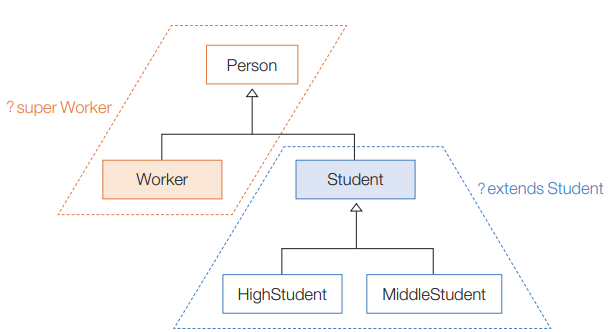 Person
? super Worker
Worker
Student
? extends Student
HighStudent
MiddleStudent